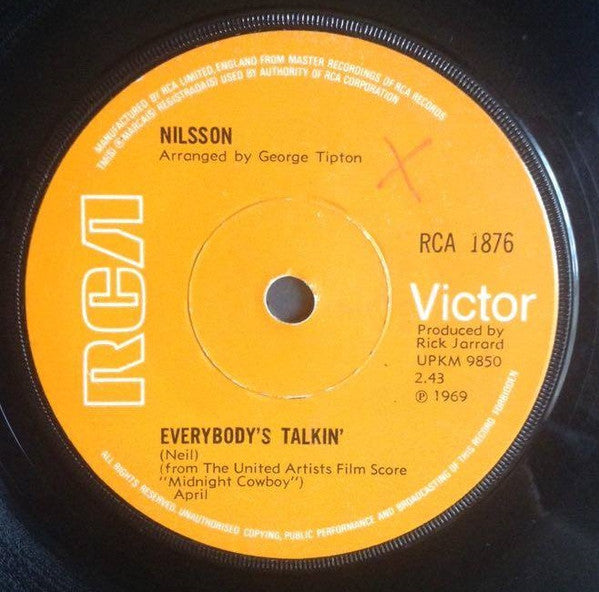 MANUFACTURED BY RCA LIMITED, ENGLAND FROM MASTER RECORDINGS OF RCA RECORDS
TM(S) ® MARCA(S) REGISTRADA(S) USED BY AUTHORITY OF RCA CORPORATION
NILSSON
Arranged by George Tipton
X
RCA
RCA 1876
Victor
Produced by
Rick Jarrard
UPKM 9850
2.43
℗ 1969
EVERYBODY'S TALKIN'
(Neil)
(from The United Artists Film Score
"Midnight Cowboy")
April
ALL RIGHTS RESERVED. UNAUTHORISED COPYING, PUBLIC PERFORMANCE AND BROADCASTING OF THIS RECORD FORBIDDEN